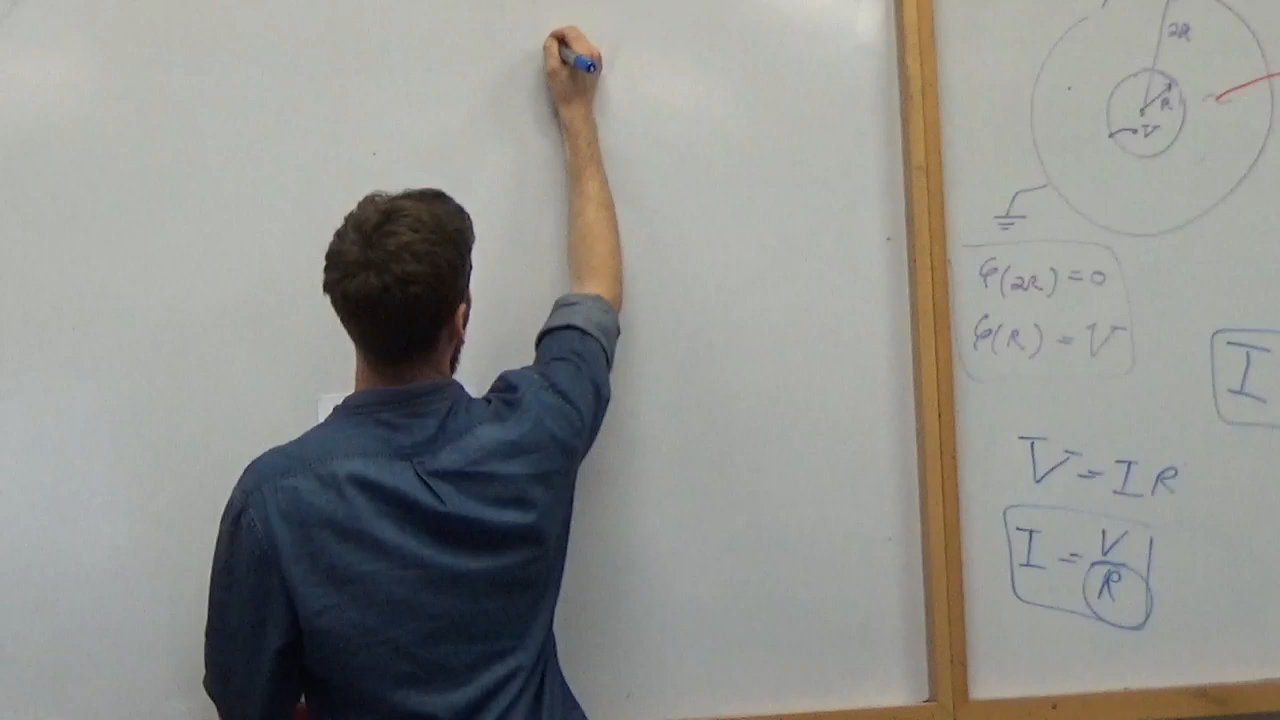 2R
R
V
φ(2R) = 0
φ(R) = V
I
V = IR
I = V/R